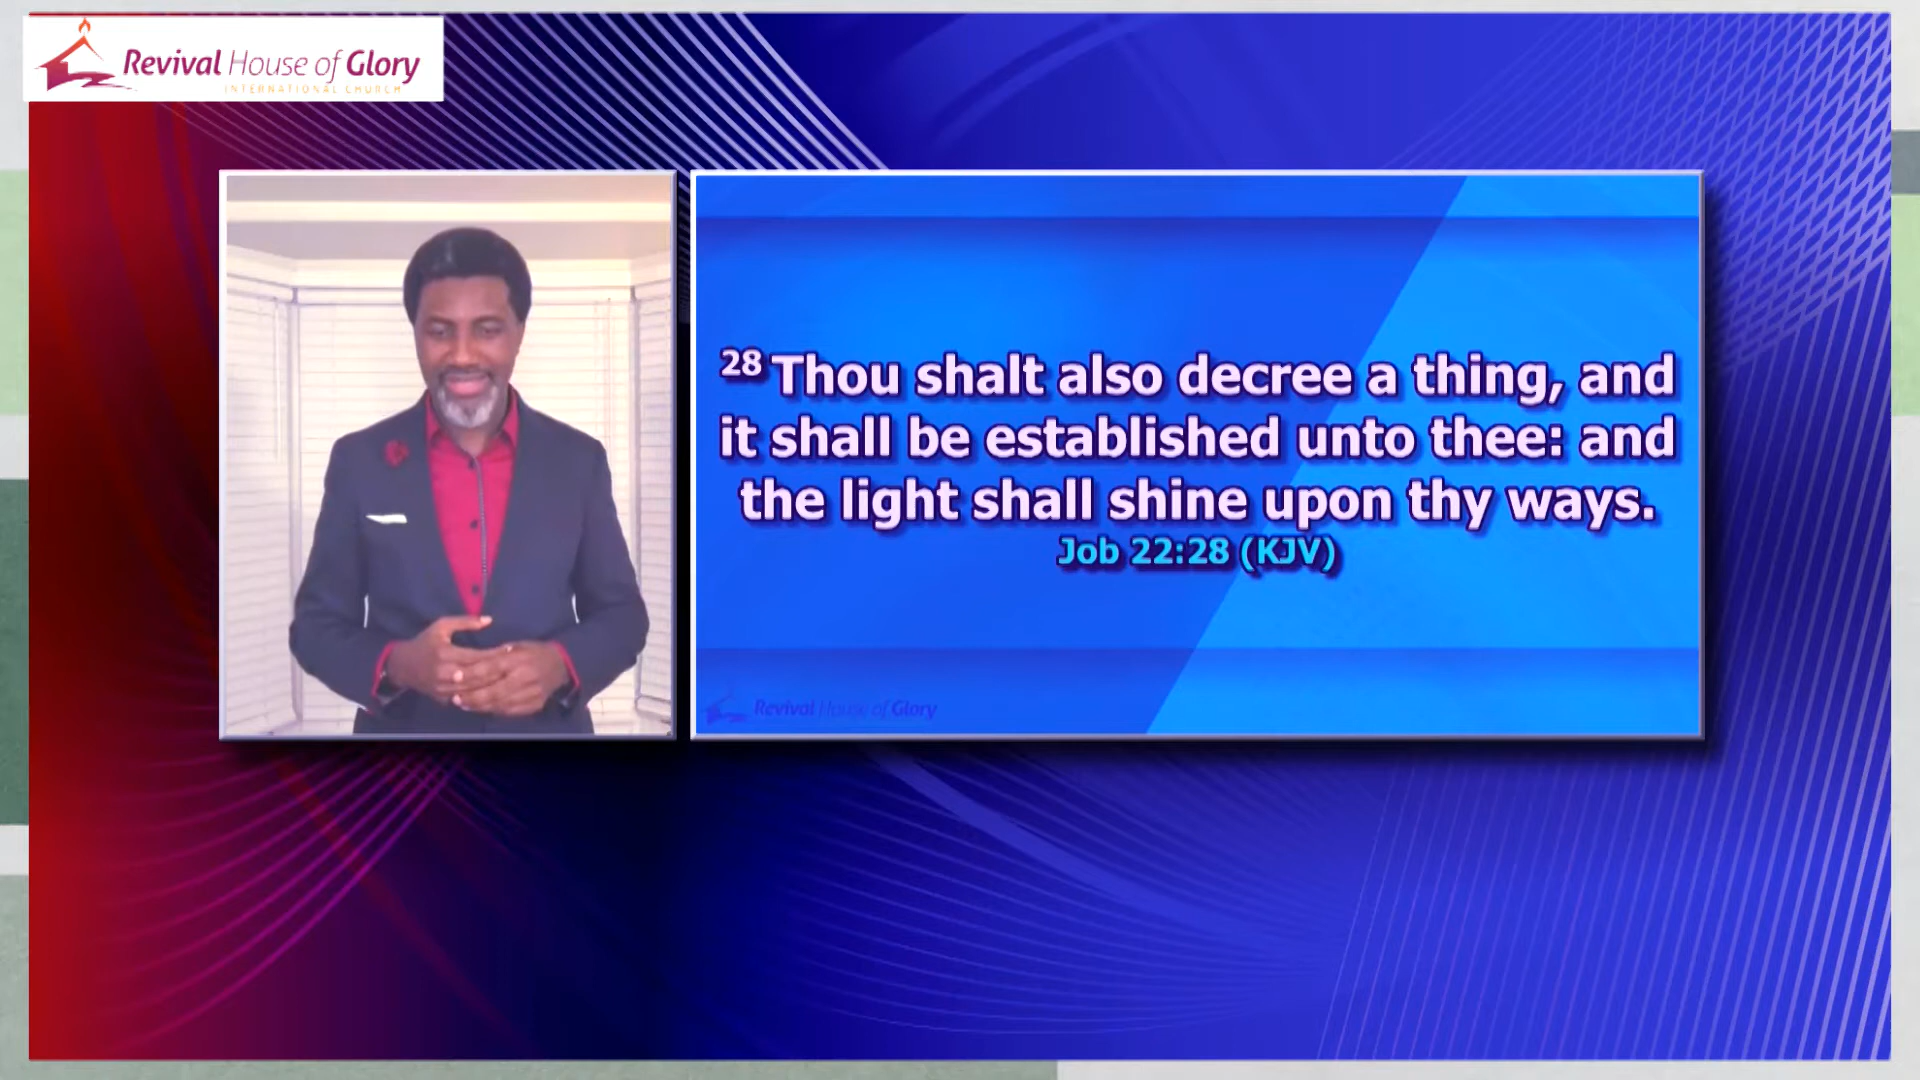 Revival House of Glory
INTERNATIONAL CHURCH
28 Thou shalt also decree a thing, and
it shall be established unto thee: and
the light shall shine upon thy ways.
Job 22:28 (KJV)
Revival House of Glory